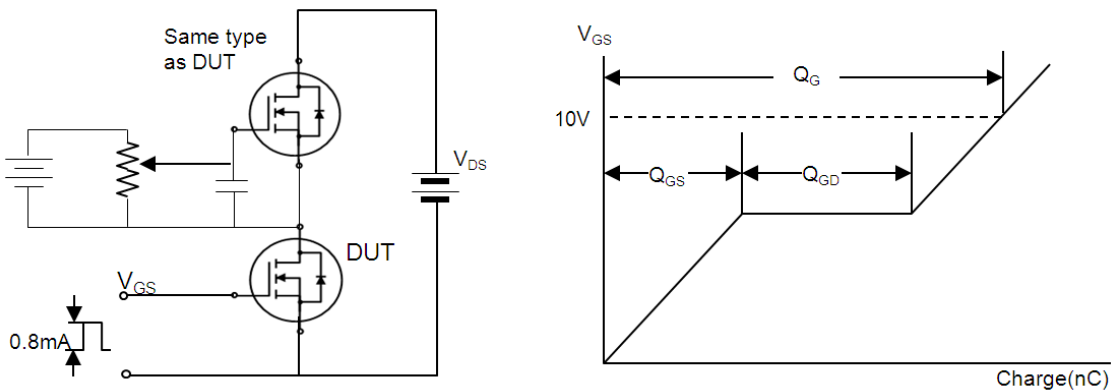 Same type
as DUT
V_DS
DUT
V_GS
0.8mA
V_GS
Q_G
10V
Q_GS
Q_GD
Charge(nC)